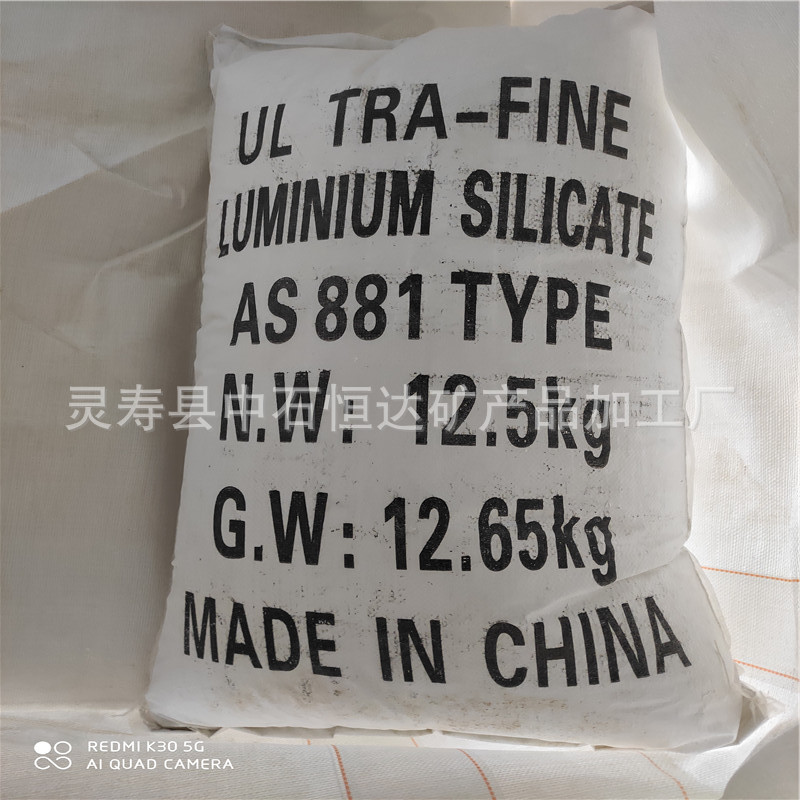 UL TRA-FINE
LUMINIUM SILICATE
AS 881 TYPE
N.W: 12.5kg
灵寿县中石恒达矿产品加工厂
G.W: 12.65kg
MADE IN CHINA
REDMI K30 5G
AI QUAD CAMERA